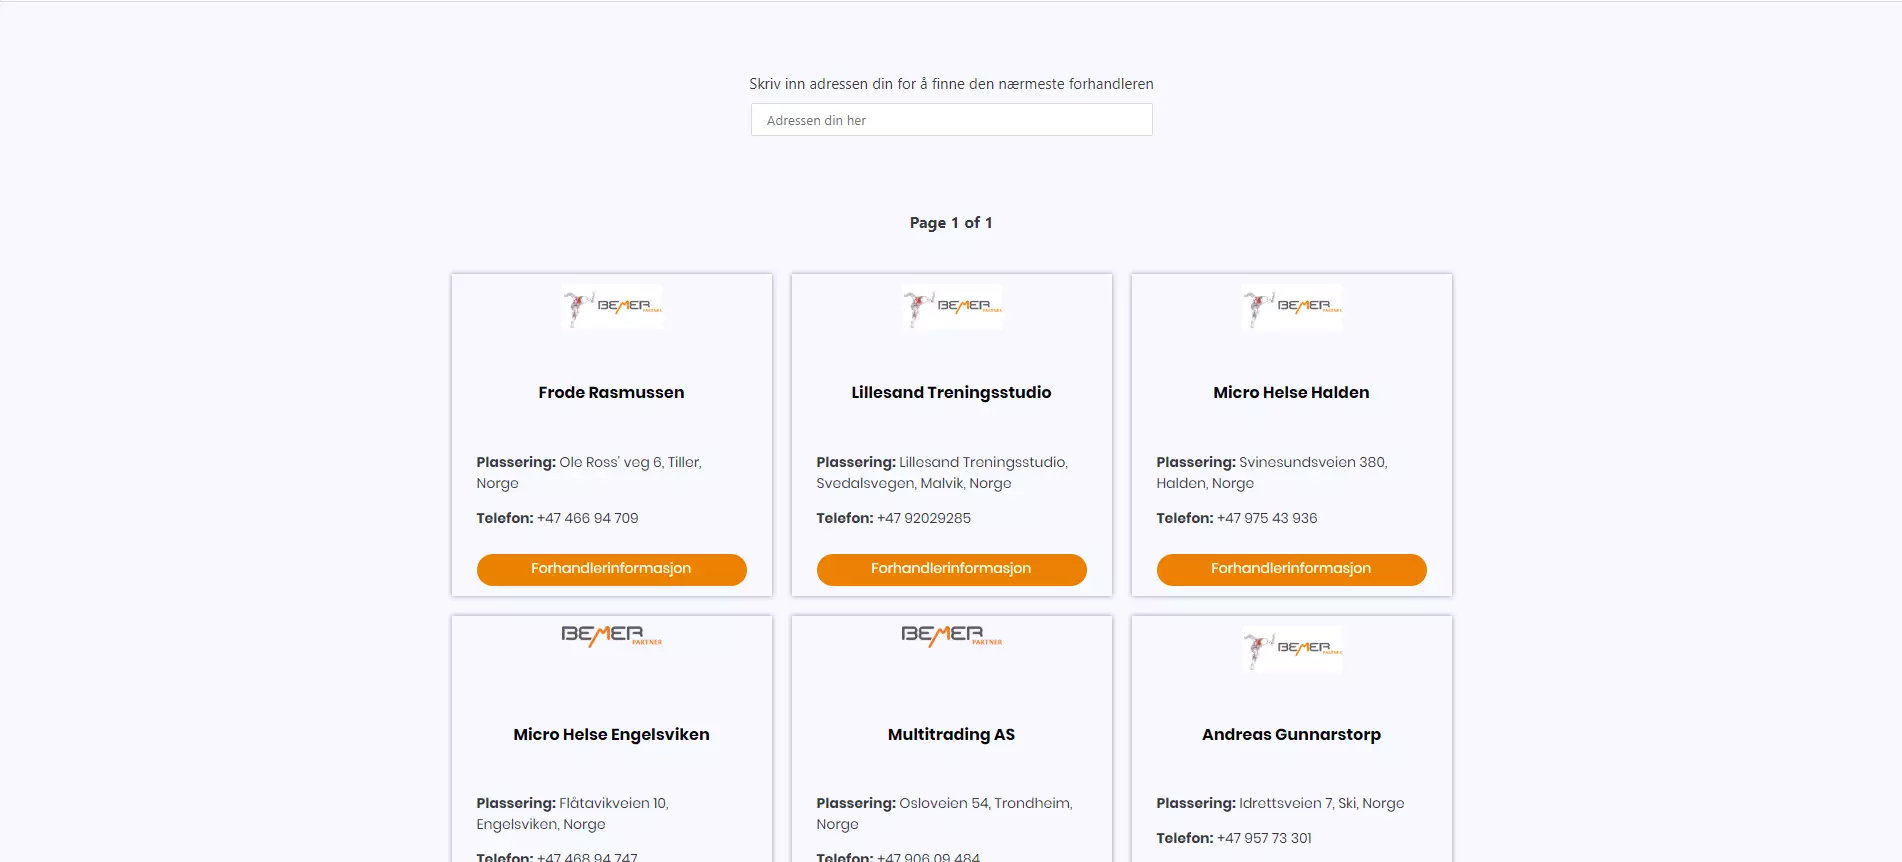 Skriv inn adressen din for å finne den nærmeste forhandleren
Adressen din her
Page 1 of 1
BEMER
PARTNER
BEMER
PARTNER
BEMER
PARTNER
Frode Rasmussen
Lillesand Treningsstudio
Micro Helse Halden
Plassering: Ole Ross' veg 6, Tiller,
Norge
Plassering: Lillesand Treningsstudio,
Svedalsvegen, Malvik, Norge
Plassering: Svinesundsveien 380,
Halden, Norge
Telefon: +47 466 94 709
Telefon: +47 92029285
Telefon: +47 975 43 936
Forhandlerinformasjon
Forhandlerinformasjon
Forhandlerinformasjon
BEMER
PARTNER
BEMER
PARTNER
BEMER
PARTNER
Micro Helse Engelsviken
Multitrading AS
Andreas Gunnarstorp
Plassering: Flåtavikveien 10,
Engelsviken, Norge
Plassering: Osloveien 54, Trondheim,
Norge
Plassering: Idrettsveien 7, Ski, Norge
Telefon: +47 957 73 301
Telefon: +47 468 94 747
Telefon: +47 906 09 484